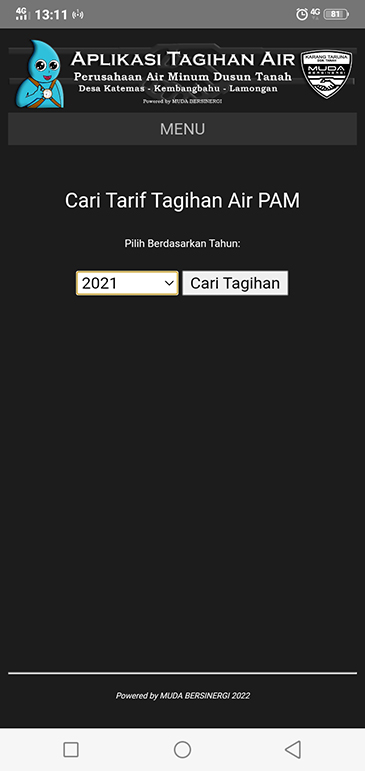 4G 13:11 4G 81
APLIKASI TAGIHAN AIR
Perusahaan Air Minum Dusun Tanah
Desa Katemas - Kembangbahu - Lamongan
Powered by MUDA BERSINERGI
KARANG TARUNA
DSN. TANAH
MUDA
BERSINERGI
MENU
Cari Tarif Tagihan Air PAM
Pilih Berdasarkan Tahun:
2021 Cari Tagihan
Powered by MUDA BERSINERGI 2022